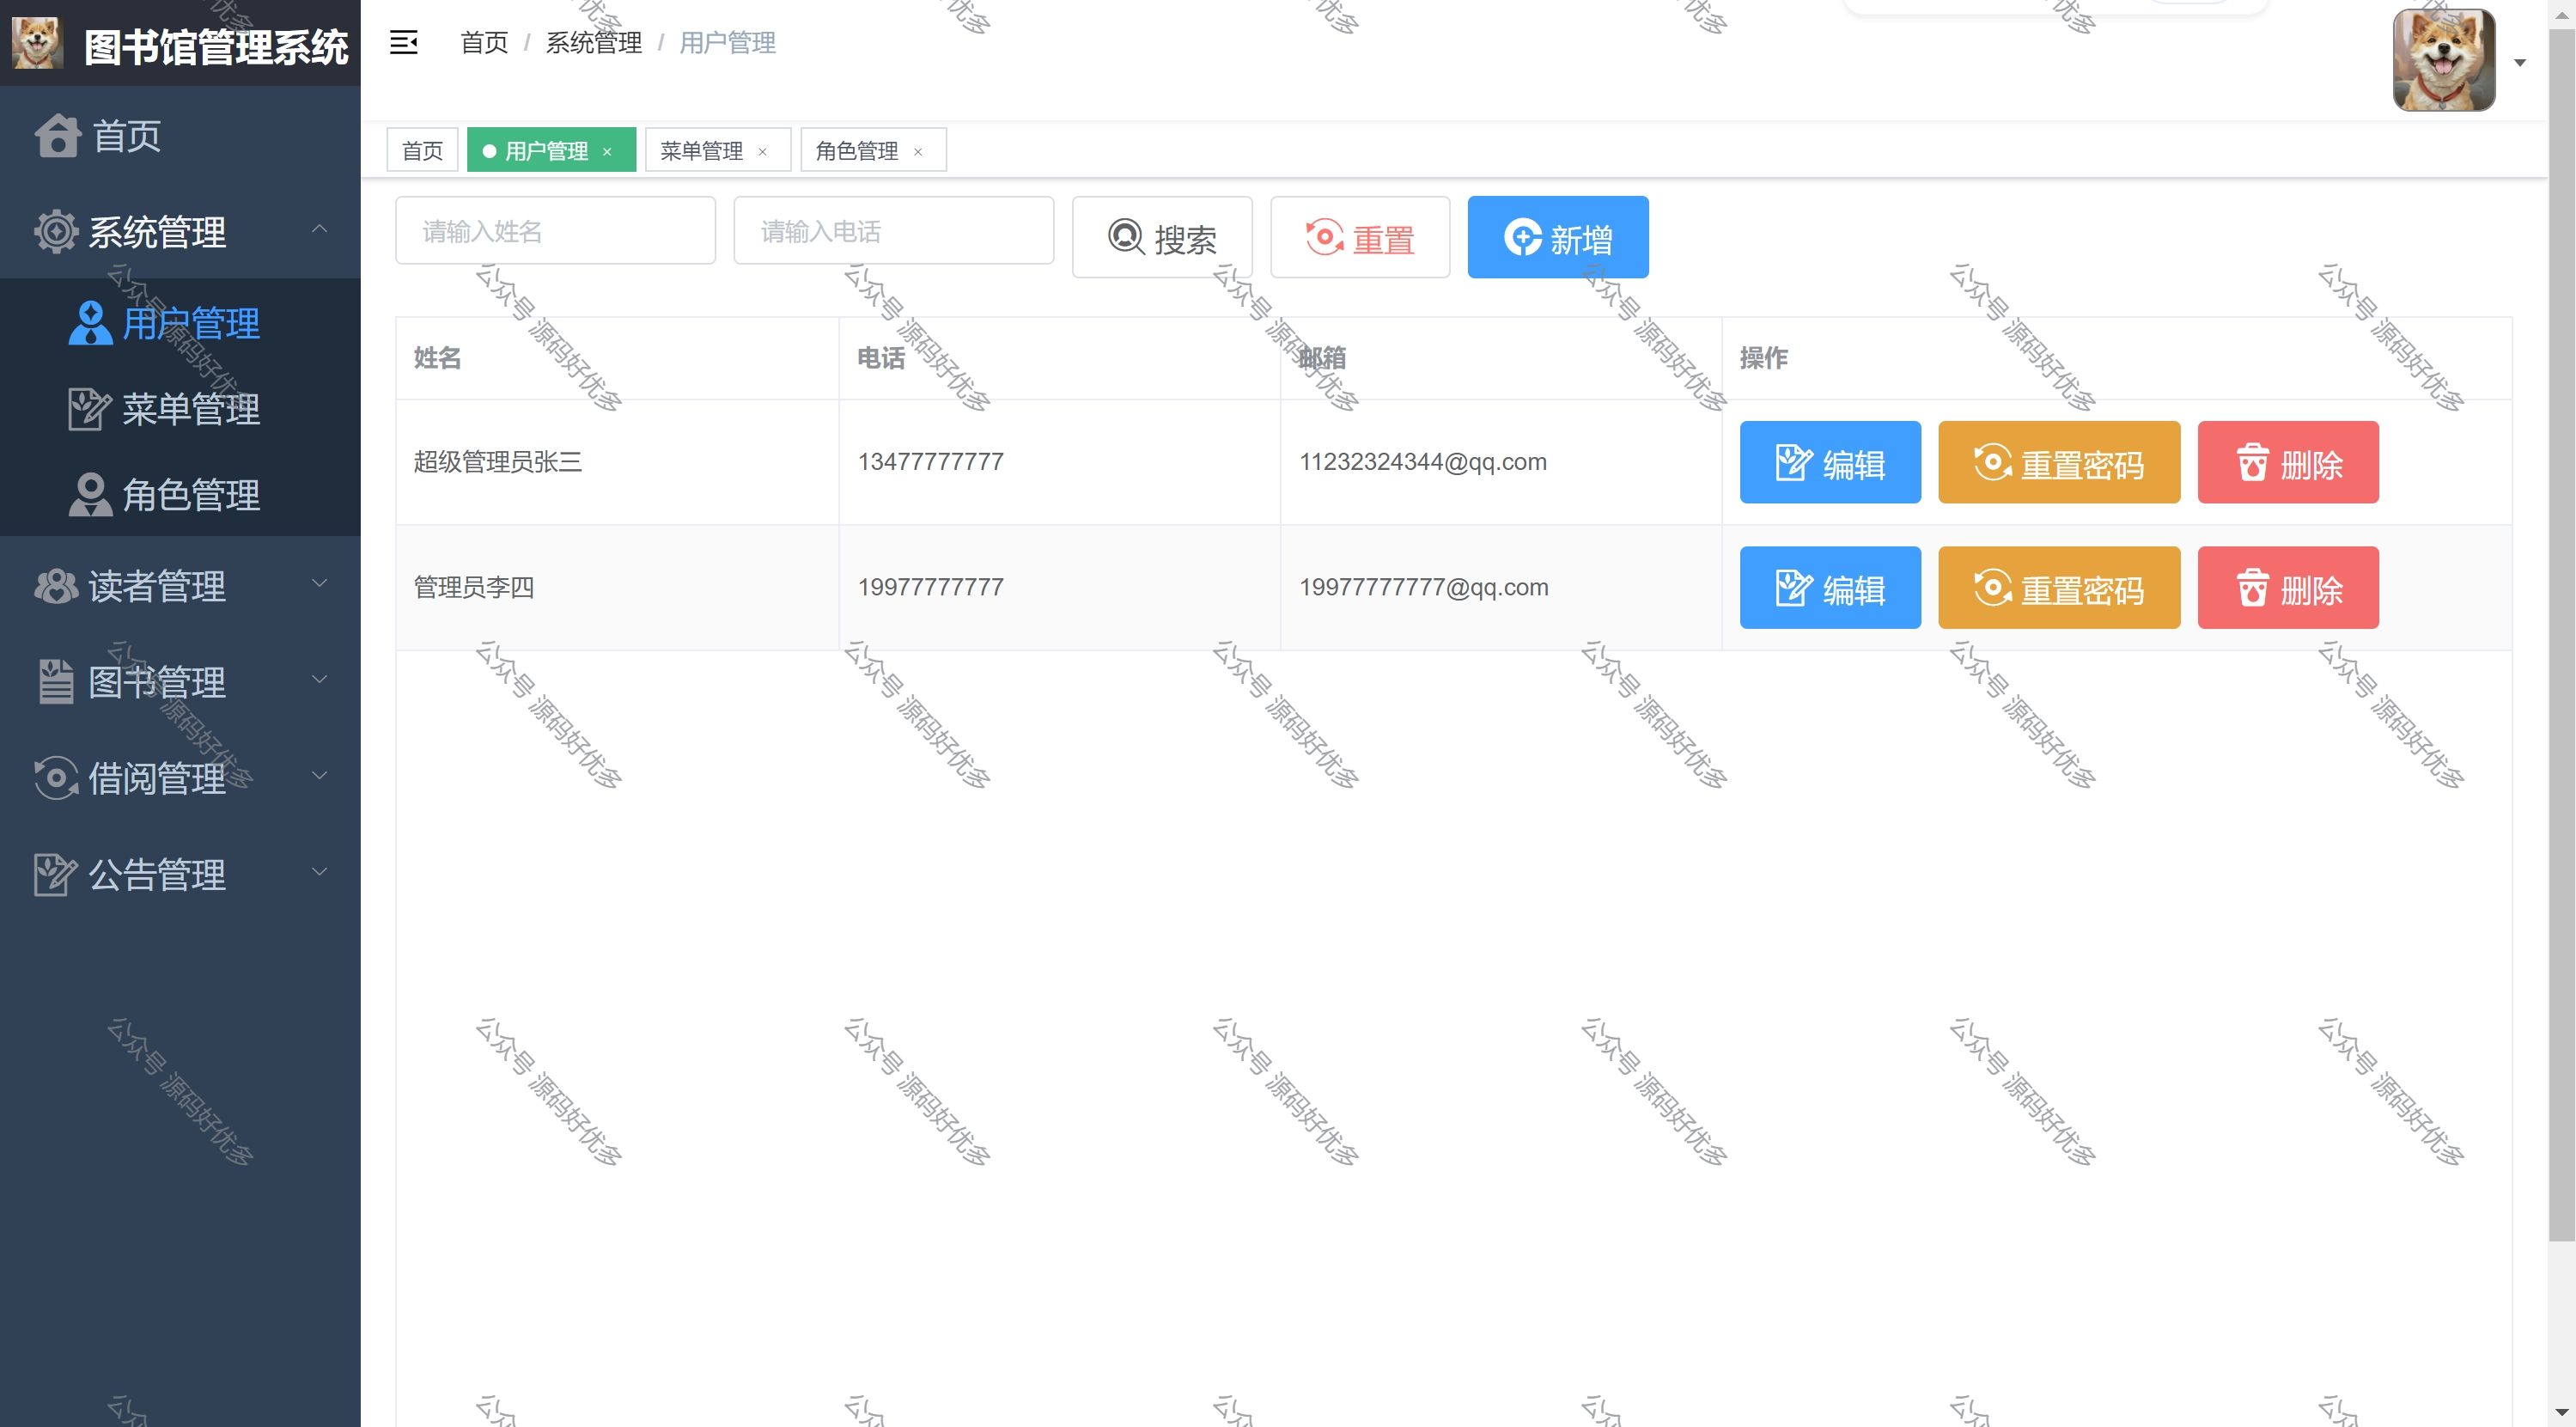 图书馆管理系统
首页 / 系统管理 / 用户管理
首页
系统管理
用户管理
菜单管理
角色管理
读者管理
图书管理
借阅管理
公告管理
首页 用户管理 × 菜单管理 × 角色管理 ×
请输入姓名 请输入电话 搜索 重置 新增
姓名 电话 邮箱 操作
超级管理员张三 13477777777 11232324344@qq.com 编辑 重置密码 删除
管理员李四 19977777777 19977777777@qq.com 编辑 重置密码 删除
公众号 源码好优多